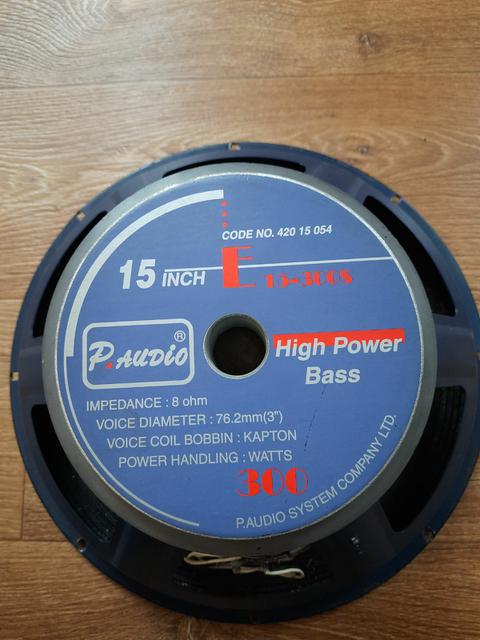 CODE NO. 420 15 054
15 INCH E 15-300S
P.AUDIO ®
High Power
Bass
IMPEDANCE : 8 ohm
VOICE DIAMETER : 76.2mm(3")
VOICE COIL BOBBIN : KAPTON
POWER HANDLING : WATTS
300
P.AUDIO SYSTEM COMPANY LTD.